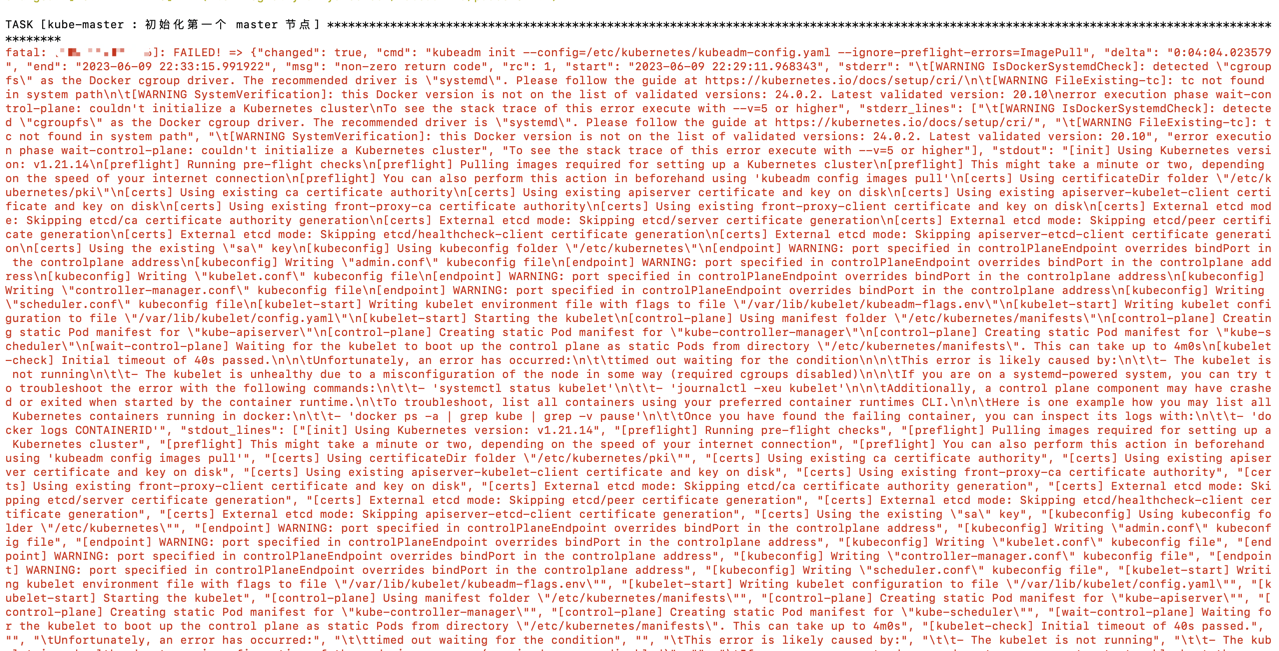 TASK [kube-master : 初始化第一个 master 节点] ****************************************************************************************************************************************
********
fatal: ]: FAILED! => {"changed": true, "cmd": "kubeadm init --config=/etc/kubernetes/kubeadm-config.yaml --ignore-preflight-errors=ImagePull", "delta": "0:04:04.023579
", "end": "2023-06-09 22:33:15.991922", "msg": "non-zero return code", "rc": 1, "start": "2023-06-09 22:29:11.968343", "stderr": "\t[WARNING IsDockerSystemdCheck]: detected \"cgroup
fs\" as the Docker cgroup driver. The recommended driver is \"systemd\". Please follow the guide at https://kubernetes.io/docs/setup/cri/\n\t[WARNING FileExisting-tc]: tc not found
in system path\n\t[WARNING SystemVerification]: this Docker version is not on the list of validated versions: 24.0.2. Latest validated version: 20.10\nerror execution phase wait-con
trol-plane: couldn't initialize a Kubernetes cluster\nTo see the stack trace of this error execute with --v=5 or higher", "stderr_lines": ["\t[WARNING IsDockerSystemdCheck]: detecte
d \"cgroupfs\" as the Docker cgroup driver. The recommended driver is \"systemd\". Please follow the guide at https://kubernetes.io/docs/setup/cri/", "\t[WARNING FileExisting-tc]: t
c not found in system path", "\t[WARNING SystemVerification]: this Docker version is not on the list of validated versions: 24.0.2. Latest validated version: 20.10", "error executio
n phase wait-control-plane: couldn't initialize a Kubernetes cluster", "To see the stack trace of this error execute with --v=5 or higher"], "stdout": "[init] Using Kubernetes versi
on: v1.21.14\n[preflight] Running pre-flight checks\n[preflight] Pulling images required for setting up a Kubernetes cluster\n[preflight] This might take a minute or two, depending
on the speed of your internet connection\n[preflight] You can also perform this action in beforehand using 'kubeadm config images pull'\n[certs] Using certificateDir folder \"/etc/k
ubernetes/pki\"\n[certs] Using existing ca certificate authority\n[certs] Using existing apiserver certificate and key on disk\n[certs] Using existing apiserver-kubelet-client certi
ficate and key on disk\n[certs] Using existing front-proxy-ca certificate authority\n[certs] Using existing front-proxy-client certificate and key on disk\n[certs] External etcd mod
e: Skipping etcd/ca certificate authority generation\n[certs] External etcd mode: Skipping etcd/server certificate generation\n[certs] External etcd mode: Skipping etcd/peer certifi
cate generation\n[certs] External etcd mode: Skipping etcd/healthcheck-client certificate generation\n[certs] External etcd mode: Skipping apiserver-etcd-client certificate generati
on\n[certs] Using the existing \"sa\" key\n[kubeconfig] Using kubeconfig folder \"/etc/kubernetes\"\n[endpoint] WARNING: port specified in controlPlaneEndpoint overrides bindPort in
the controlplane address\n[kubeconfig] Writing \"admin.conf\" kubeconfig file\n[endpoint] WARNING: port specified in controlPlaneEndpoint overrides bindPort in the controlplane add
ress\n[kubeconfig] Writing \"kubelet.conf\" kubeconfig file\n[endpoint] WARNING: port specified in controlPlaneEndpoint overrides bindPort in the controlplane address\n[kubeconfig]
Writing \"controller-manager.conf\" kubeconfig file\n[endpoint] WARNING: port specified in controlPlaneEndpoint overrides bindPort in the controlplane address\n[kubeconfig] Writing
\"scheduler.conf\" kubeconfig file\n[kubelet-start] Writing kubelet environment file with flags to file \"/var/lib/kubelet/kubeadm-flags.env\"\n[kubelet-start] Writing kubelet confi
guration to file \"/var/lib/kubelet/config.yaml\"\n[kubelet-start] Starting the kubelet\n[control-plane] Using manifest folder \"/etc/kubernetes/manifests\"\n[control-plane] Creatin
g static Pod manifest for \"kube-apiserver\"\n[control-plane] Creating static Pod manifest for \"kube-controller-manager\"\n[control-plane] Creating static Pod manifest for \"kube-s
cheduler\"\n[wait-control-plane] Waiting for the kubelet to boot up the control plane as static Pods from directory \"/etc/kubernetes/manifests\". This can take up to 4m0s\n[kubelet
-check] Initial timeout of 40s passed.\n\n\tUnfortunately, an error has occurred:\n\t\ttimed out waiting for the condition\n\n\tThis error is likely caused by:\n\t\t- The kubelet is
not running\n\t\t- The kubelet is unhealthy due to a misconfiguration of the node in some way (required cgroups disabled)\n\n\tIf you are on a systemd-powered system, you can try t
o troubleshoot the error with the following commands:\n\t\t- 'systemctl status kubelet'\n\t\t- 'journalctl -xeu kubelet'\n\n\tAdditionally, a control plane component may have crashe
d or exited when started by the container runtime.\n\tTo troubleshoot, list all containers using your preferred container runtimes CLI.\n\n\tHere is one example how you may list all
Kubernetes containers running in docker:\n\t\t- 'docker ps -a | grep kube | grep -v pause'\n\t\tOnce you have found the failing container, you can inspect its logs with:\n\t\t- 'do
cker logs CONTAINERID'", "stdout_lines": ["[init] Using Kubernetes version: v1.21.14", "[preflight] Running pre-flight checks", "[preflight] Pulling images required for setting up a
Kubernetes cluster", "[preflight] This might take a minute or two, depending on the speed of your internet connection", "[preflight] You can also perform this action in beforehand
using 'kubeadm config images pull'", "[certs] Using certificateDir folder \"/etc/kubernetes/pki\"", "[certs] Using existing ca certificate authority", "[certs] Using existing apiser
ver certificate and key on disk", "[certs] Using existing apiserver-kubelet-client certificate and key on disk", "[certs] Using existing front-proxy-ca certificate authority", "[cer
ts] Using existing front-proxy-client certificate and key on disk", "[certs] External etcd mode: Skipping etcd/ca certificate authority generation", "[certs] External etcd mode: Ski
pping etcd/server certificate generation", "[certs] External etcd mode: Skipping etcd/peer certificate generation", "[certs] External etcd mode: Skipping etcd/healthcheck-client cer
tificate generation", "[certs] External etcd mode: Skipping apiserver-etcd-client certificate generation", "[certs] Using the existing \"sa\" key", "[kubeconfig] Using kubeconfig fo
lder \"/etc/kubernetes\"", "[endpoint] WARNING: port specified in controlPlaneEndpoint overrides bindPort in the controlplane address", "[kubeconfig] Writing \"admin.conf\" kubeconf
ig file", "[endpoint] WARNING: port specified in controlPlaneEndpoint overrides bindPort in the controlplane address", "[kubeconfig] Writing \"kubelet.conf\" kubeconfig file", "[end
point] WARNING: port specified in controlPlaneEndpoint overrides bindPort in the controlplane address", "[kubeconfig] Writing \"controller-manager.conf\" kubeconfig file", "[endpoin
t] WARNING: port specified in controlPlaneEndpoint overrides bindPort in the controlplane address", "[kubeconfig] Writing \"scheduler.conf\" kubeconfig file", "[kubelet-start] Writi
ng kubelet environment file with flags to file \"/var/lib/kubelet/kubeadm-flags.env\"", "[kubelet-start] Writing kubelet configuration to file \"/var/lib/kubelet/config.yaml\"", "[k
ubelet-start] Starting the kubelet", "[control-plane] Using manifest folder \"/etc/kubernetes/manifests\"", "[control-plane] Creating static Pod manifest for \"kube-apiserver\"", "[
control-plane] Creating static Pod manifest for \"kube-controller-manager\"", "[control-plane] Creating static Pod manifest for \"kube-scheduler\"", "[wait-control-plane] Waiting fo
r the kubelet to boot up the control plane as static Pods from directory \"/etc/kubernetes/manifests\". This can take up to 4m0s", "[kubelet-check] Initial timeout of 40s passed.",
"", "\tUnfortunately, an error has occurred:", "\t\ttimed out waiting for the condition", "", "\tThis error is likely caused by:", "\t\t- The kubelet is not running", "\t\t- The kub